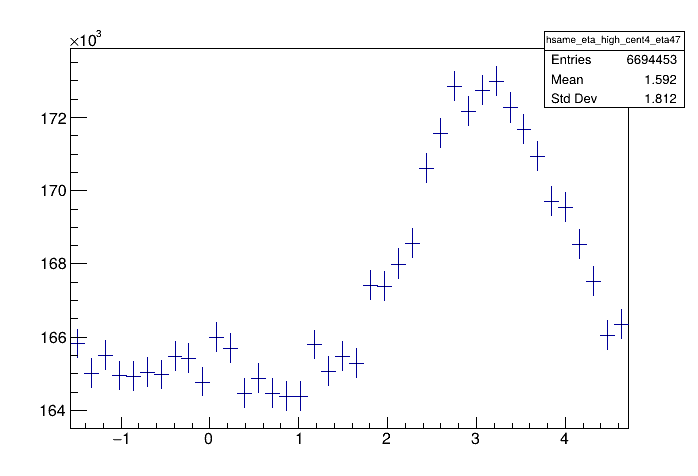 ×10³
hsame_eta_high_cent4_eta47
Entries 6694453
Mean 1.592
Std Dev 1.812
172
170
168
166
164
−1 0 1 2 3 4